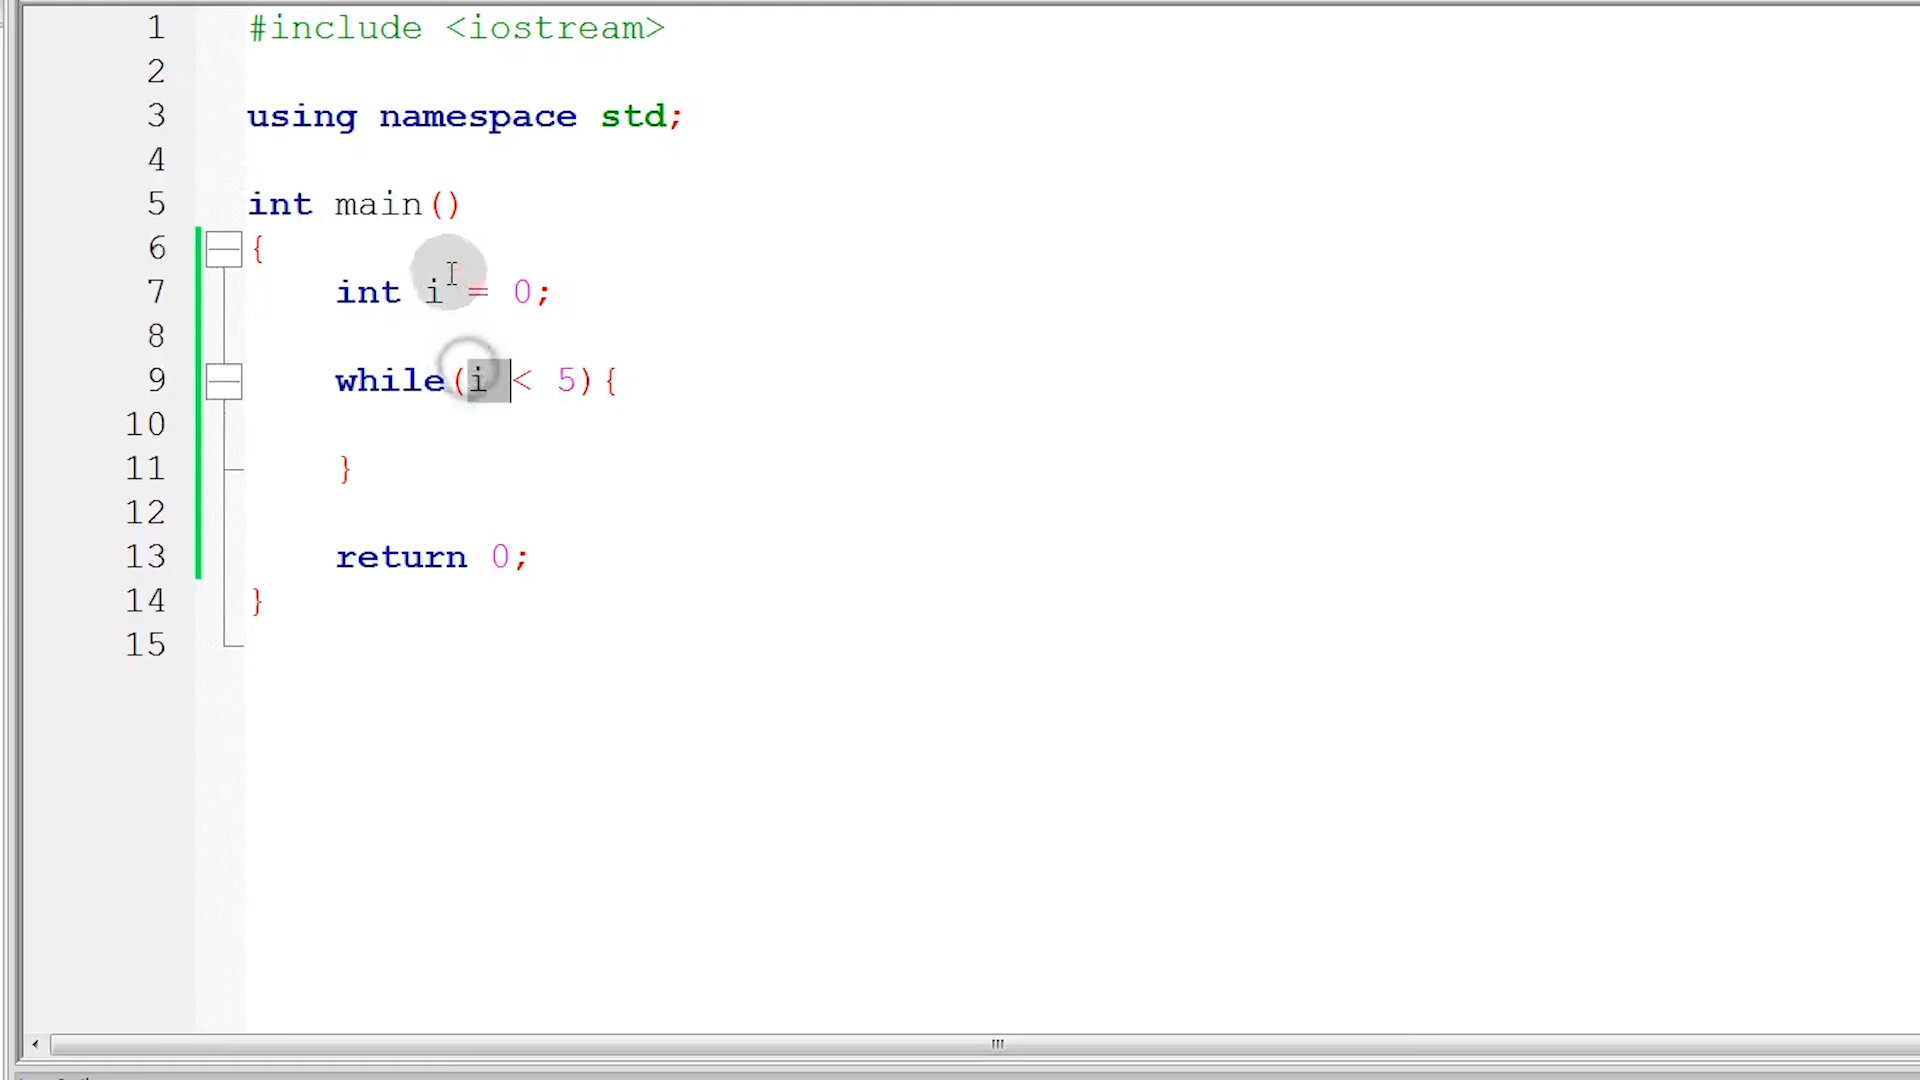 1 #include <iostream>
2
3 using namespace std;
4
5 int main()
6 {
7 int i = 0;
8
9 while(i < 5){
10
11 }
12
13 return 0;
14 }
15